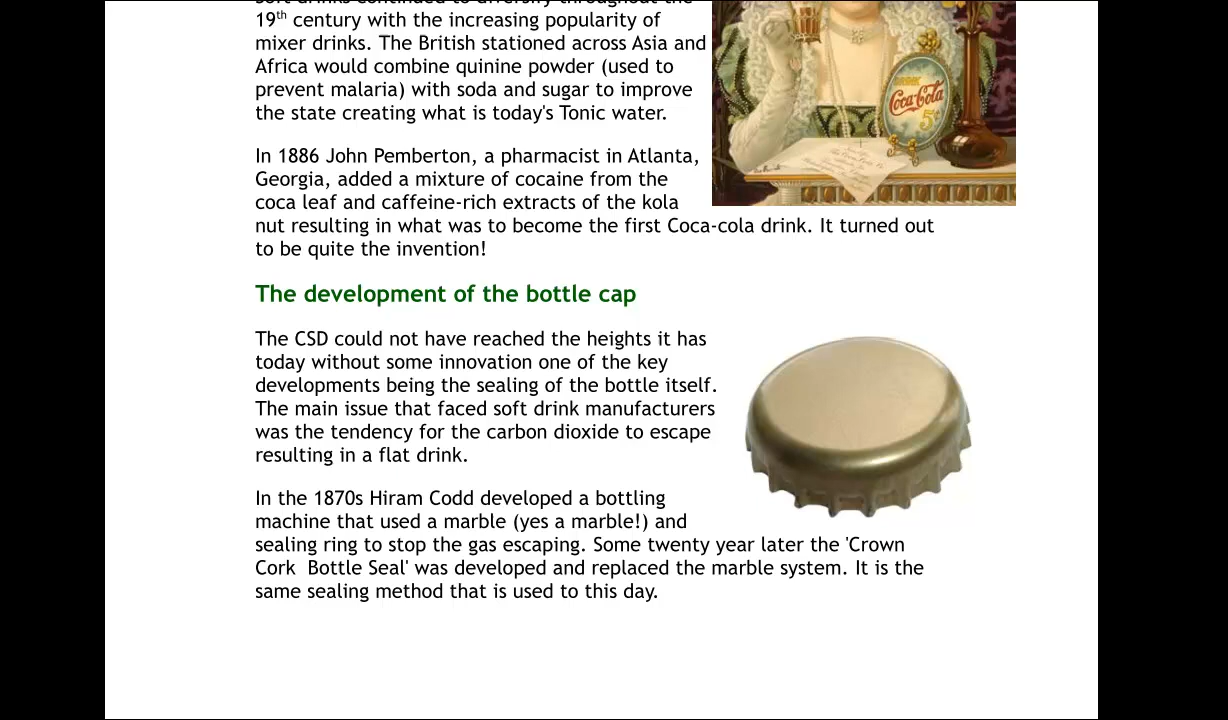 soft drinks continued to diversify throughout the
19th century with the increasing popularity of
mixer drinks. The British stationed across Asia and
Africa would combine quinine powder (used to
prevent malaria) with soda and sugar to improve
the state creating what is today's Tonic water.
DRINK
Coca-Cola
5¢
In 1886 John Pemberton, a pharmacist in Atlanta,
Georgia, added a mixture of cocaine from the
coca leaf and caffeine-rich extracts of the kola
nut resulting in what was to become the first Coca-cola drink. It turned out
to be quite the invention!
The development of the bottle cap
The CSD could not have reached the heights it has
today without some innovation one of the key
developments being the sealing of the bottle itself.
The main issue that faced soft drink manufacturers
was the tendency for the carbon dioxide to escape
resulting in a flat drink.
In the 1870s Hiram Codd developed a bottling
machine that used a marble (yes a marble!) and
sealing ring to stop the gas escaping. Some twenty year later the 'Crown
Cork  Bottle Seal' was developed and replaced the marble system. It is the
same sealing method that is used to this day.